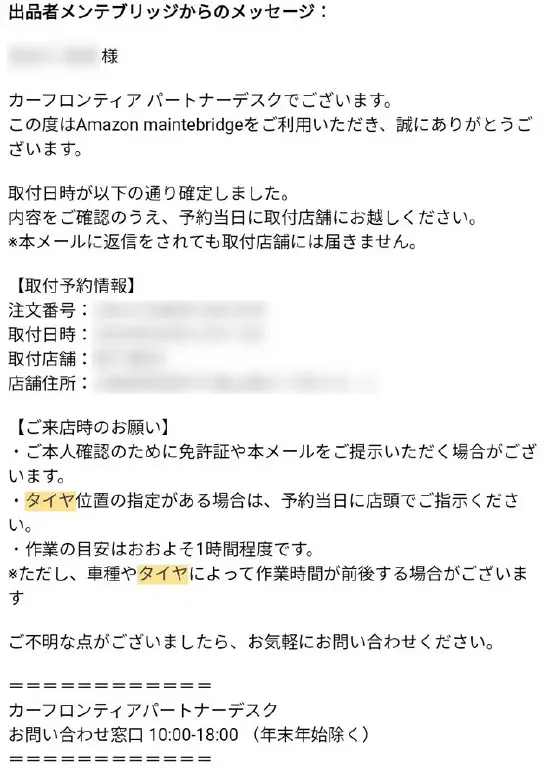 出品者メンテブリッジからのメッセージ：
様
カーフロンティア パートナーデスクでございます。
この度はAmazon maintebridgeをご利用いただき、誠にありがとうご
ざいます。
取付日時が以下の通り確定しました。
内容をご確認のうえ、予約当日に取付店舗にお越しください。
※本メールに返信をされても取付店舗には届きません。
【取付予約情報】
注文番号：
取付日時：
取付店舗：
店舗住所：
【ご来店時のお願い】
・ご本人確認のために免許証や本メールをご提示いただく場合がござ
います。
・タイヤ位置の指定がある場合は、予約当日に店頭でご指示くださ
い。
・作業の目安はおおよそ1時間程度です。
※ただし、車種やタイヤによって作業時間が前後する場合がございま
す
ご不明な点がございましたら、お気軽にお問い合わせください。
＝＝＝＝＝＝＝＝＝＝＝＝
カーフロンティアパートナーデスク
お問い合わせ窓口 10:00-18:00 （年末年始除く）
＝＝＝＝＝＝＝＝＝＝＝＝